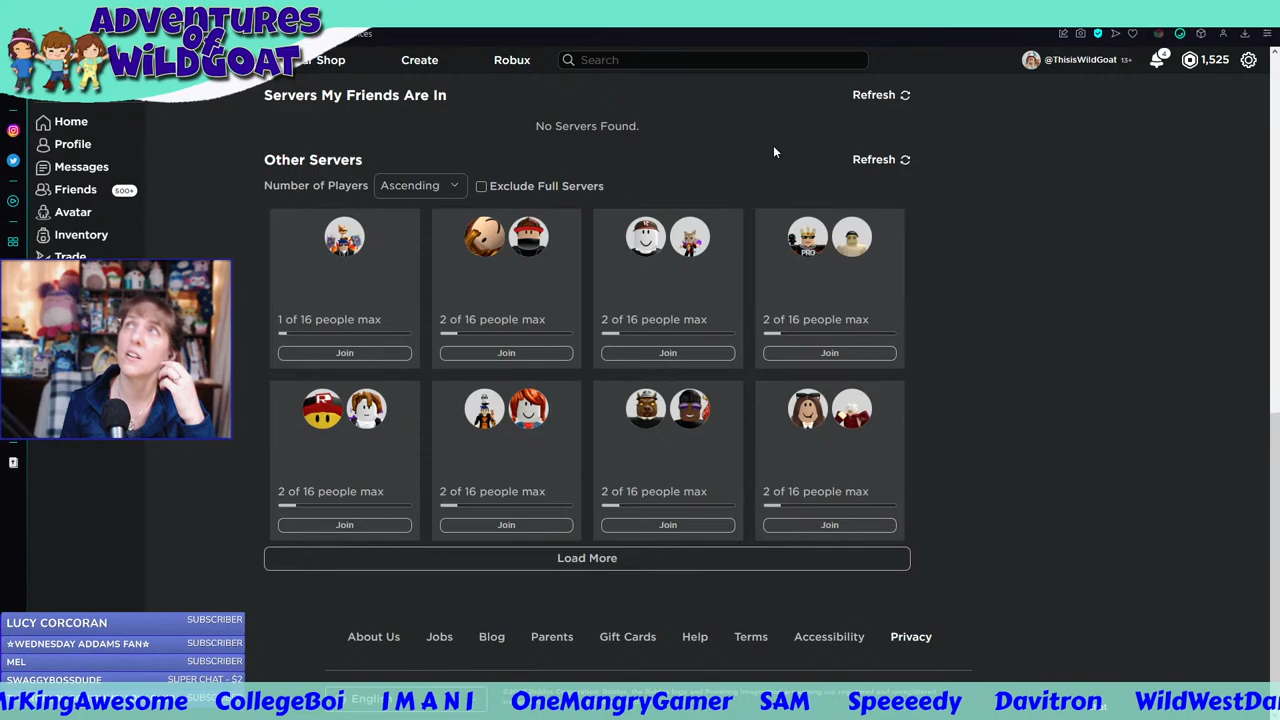 ADVENTURES
OF
WILDGOAT
Shop
Create
Robux
Search
@ThisisWildGoat 13+
4
1,525
Servers My Friends Are In
Refresh
No Servers Found.
Other Servers
Refresh
Number of Players
Ascending
Exclude Full Servers
Home
Profile
Messages
Friends 500+
Avatar
Inventory
Trade
PRO
1 of 16 people max
2 of 16 people max
2 of 16 people max
2 of 16 people max
Join
Join
Join
Join
2 of 16 people max
2 of 16 people max
2 of 16 people max
2 of 16 people max
Join
Join
Join
Join
Load More
About Us
Jobs
Blog
Parents
Gift Cards
Help
Terms
Accessibility
Privacy
LUCY CORCORAN SUBSCRIBER
☆WEDNESDAY ADDAMS FAN☆ SUBSCRIBER
MEL SUBSCRIBER
SWAGGYBOSSDUDE SUPER CHAT - $2
MrKingAwesome CollegeBoi I M A N I OneMangryGamer SAM Speeeedy Davitron